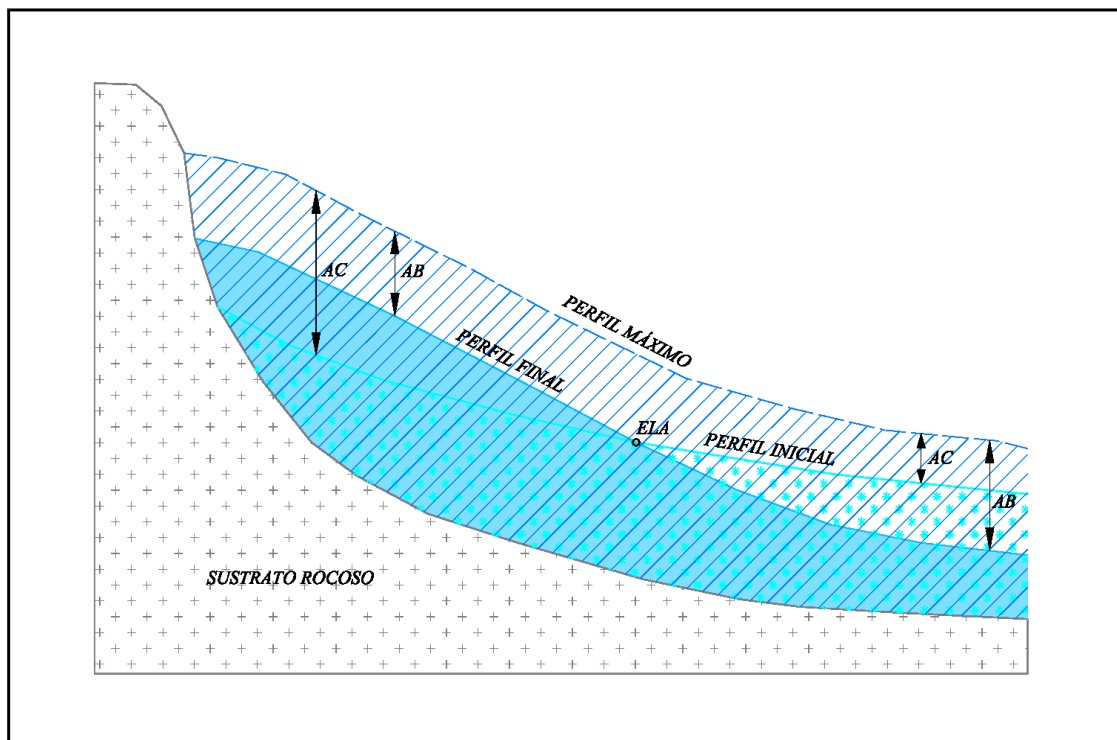 AC
AB
PERFIL MÁXIMO
PERFIL FINAL
ELA
PERFIL INICIAL
AC
AB
SUSTRATO ROCOSO